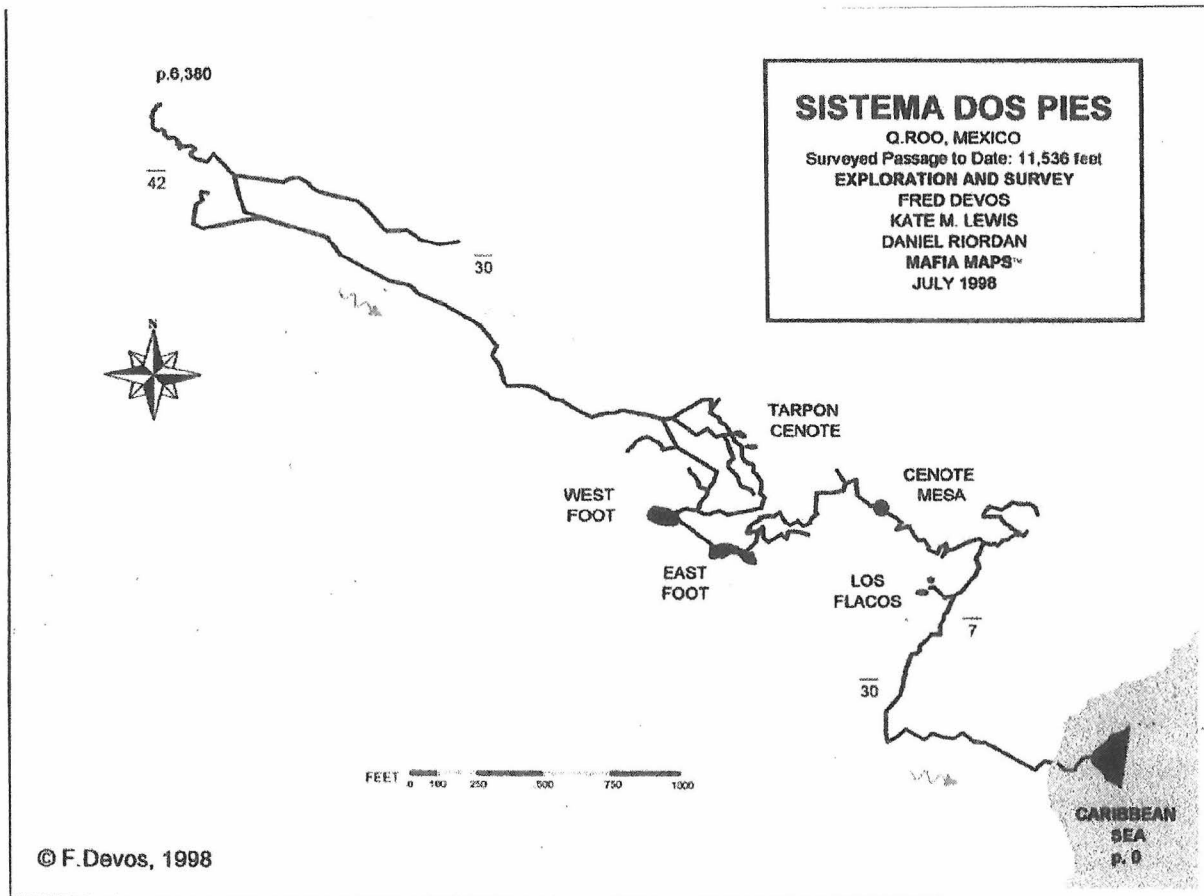 p.6,380
SISTEMA DOS PIES
Q.ROO, MEXICO
Surveyed Passage to Date: 11,536 feet
EXPLORATION AND SURVEY
FRED DEVOS
KATE M. LEWIS
DANIEL RIORDAN
MAFIA MAPS™
JULY 1998
42
30
N
TARPON
CENOTE
WEST
FOOT
CENOTE
MESA
EAST
FOOT
LOS
FLACOS
7
30
FEET 0 100 250 500 750 1000
CARIBBEAN
SEA
p. 0
© F.Devos, 1998